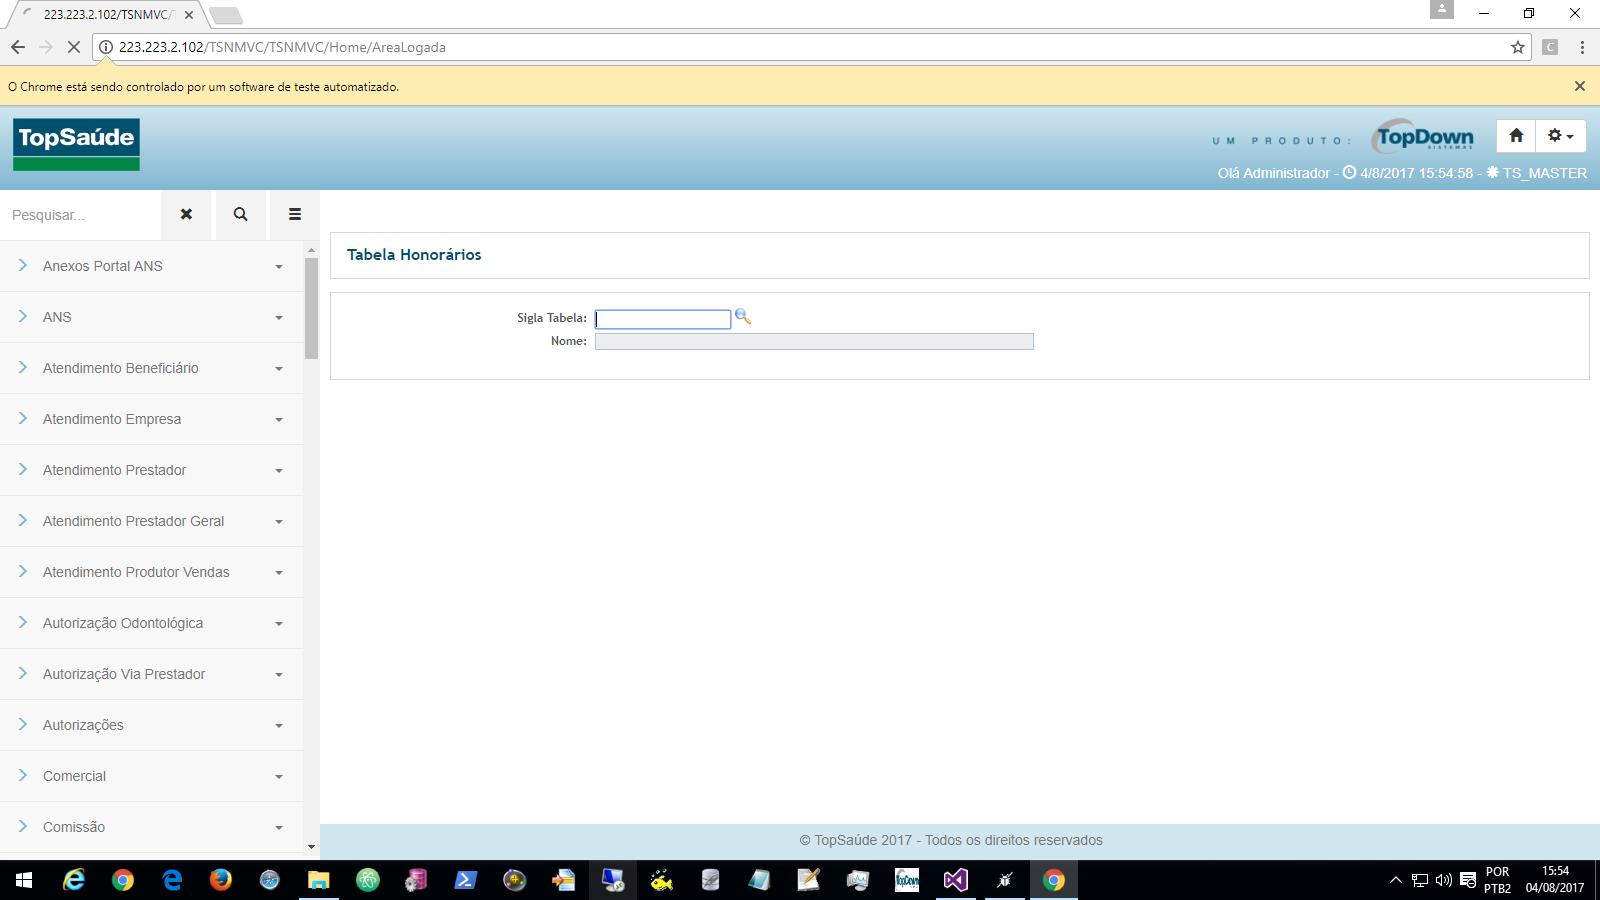 223.223.2.102/TSNMVC/
223.223.2.102/TSNMVC/TSNMVC/Home/AreaLogada
O Chrome está sendo controlado por um software de teste automatizado.
TopSaúde
UM PRODUTO:
TopDown
SISTEMAS
Olá Administrador - 4/8/2017 15:54:58 - TS_MASTER
Pesquisar...
Tabela Honorários
Sigla Tabela:
Nome:
Anexos Portal ANS
ANS
Atendimento Beneficiário
Atendimento Empresa
Atendimento Prestador
Atendimento Prestador Geral
Atendimento Produtor Vendas
Autorização Odontológica
Autorização Via Prestador
Autorizações
Comercial
Comissão
© TopSaúde 2017 - Todos os direitos reservados
TopDown
POR
PTB2
15:54
04/08/2017